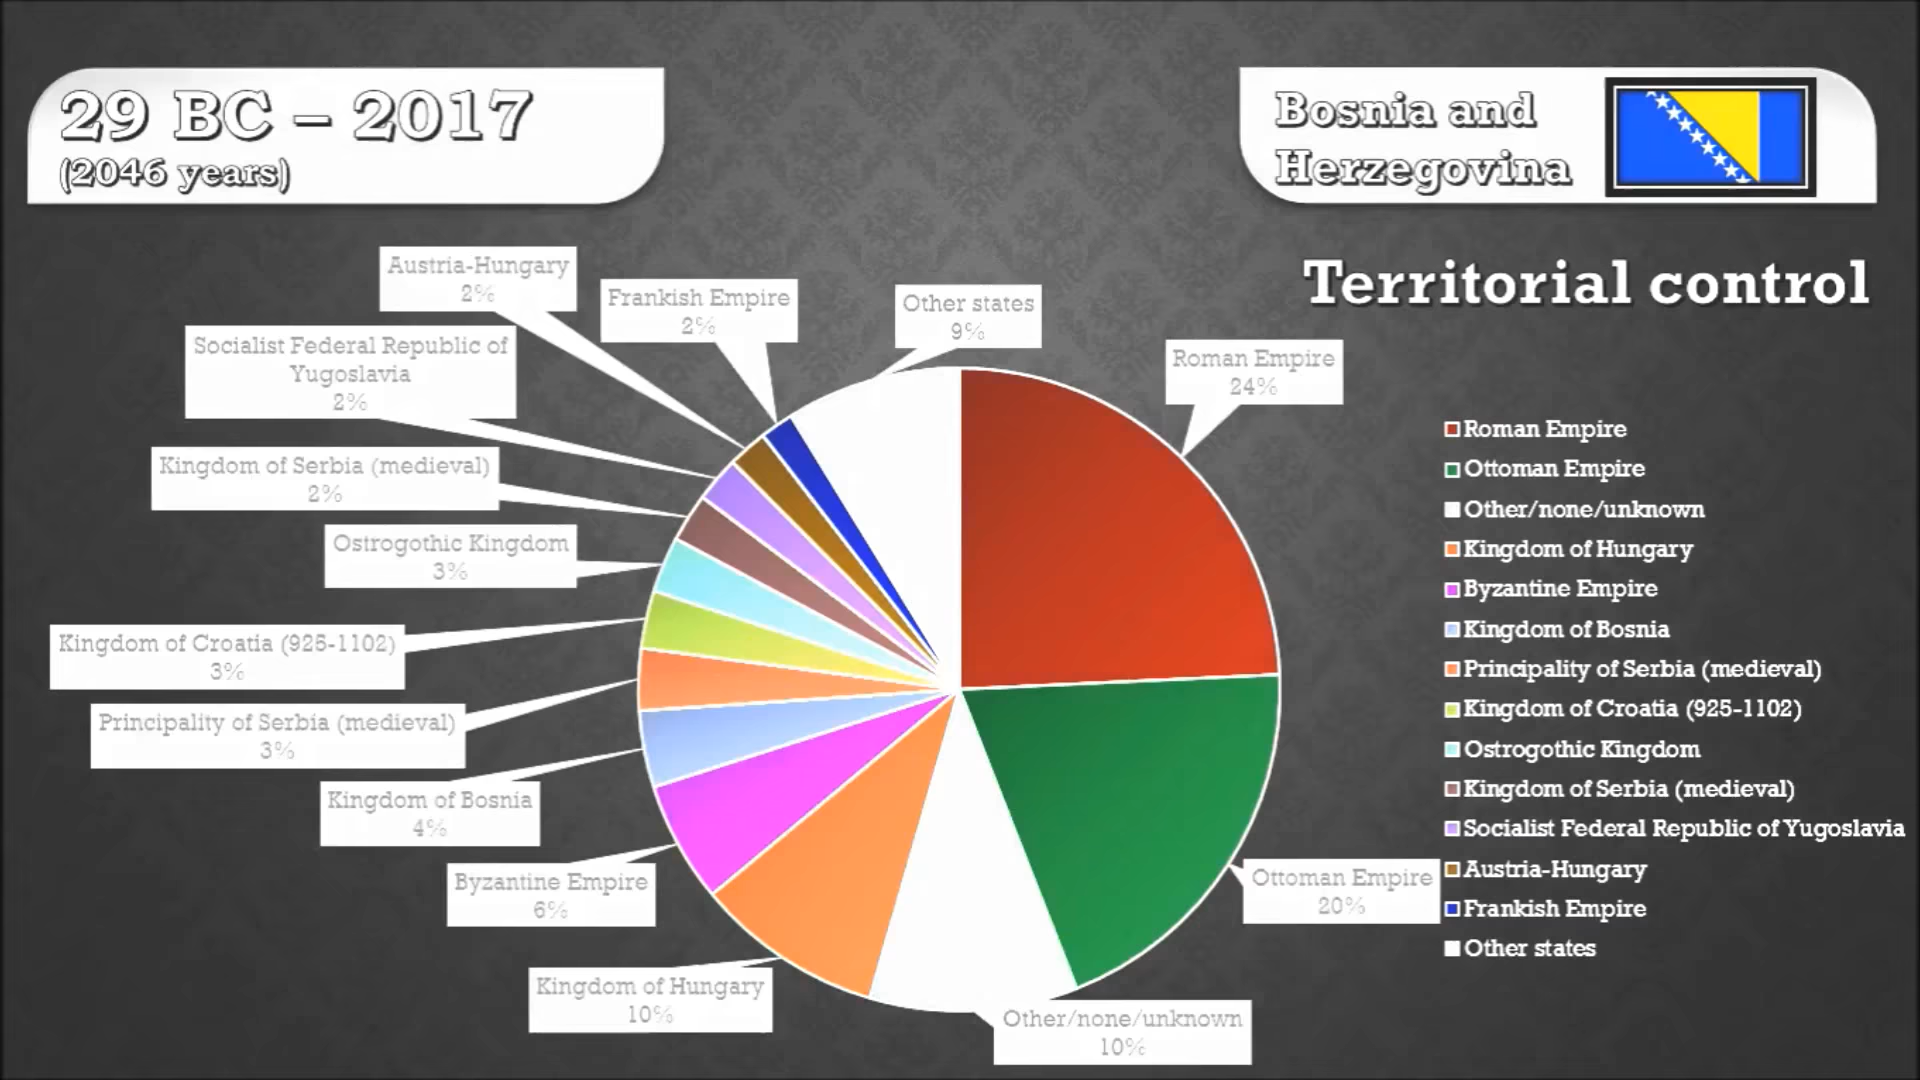 29 BC – 2017
(2046 years)
Bosnia and
Herzegovina
Territorial control
Austria-Hungary
2%
Frankish Empire
2%
Other states
9%
Roman Empire
24%
Socialist Federal Republic of
Yugoslavia
2%
Kingdom of Serbia (medieval)
2%
Ostrogothic Kingdom
3%
Kingdom of Croatia (925-1102)
3%
Principality of Serbia (medieval)
3%
Kingdom of Bosnia
4%
Byzantine Empire
6%
Kingdom of Hungary
10%
Other/none/unknown
10%
Ottoman Empire
20%
Roman Empire
Ottoman Empire
Other/none/unknown
Kingdom of Hungary
Byzantine Empire
Kingdom of Bosnia
Principality of Serbia (medieval)
Kingdom of Croatia (925-1102)
Ostrogothic Kingdom
Kingdom of Serbia (medieval)
Socialist Federal Republic of Yugoslavia
Austria-Hungary
Frankish Empire
Other states